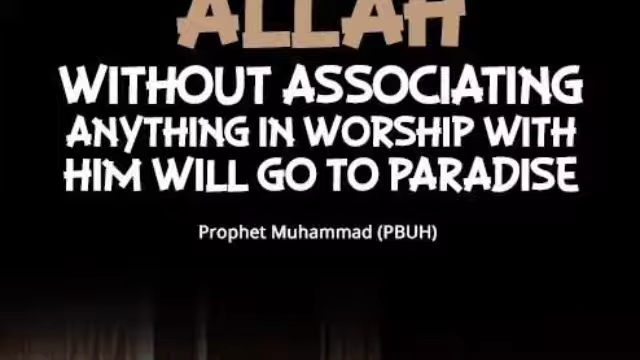 ALLAH
WITHOUT ASSOCIATING
ANYTHING IN WORSHIP WITH
HIM WILL GO TO PARADISE
Prophet Muhammad (PBUH)